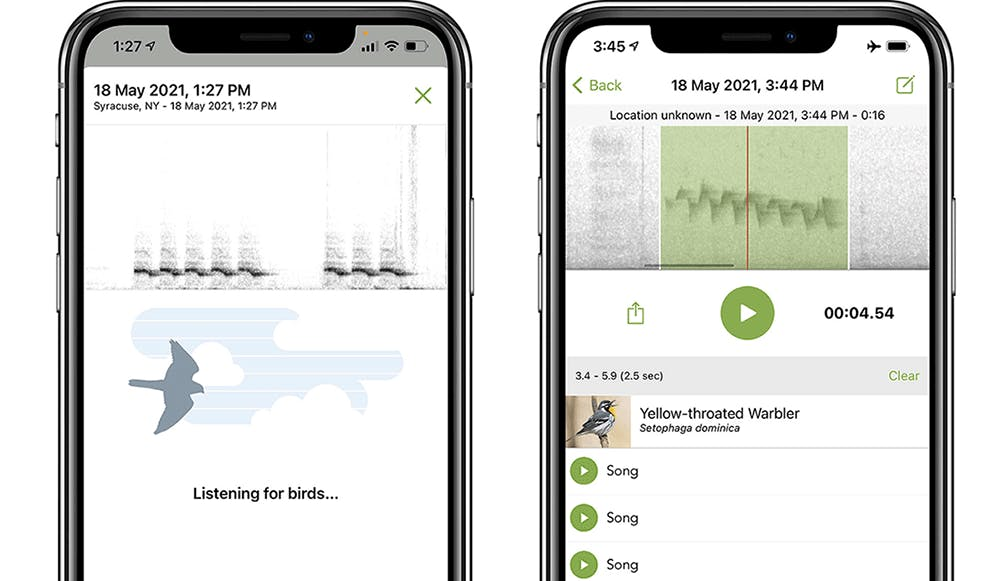 1:27
18 May 2021, 1:27 PM
Syracuse, NY - 18 May 2021, 1:27 PM
Listening for birds...
3:45
Back
18 May 2021, 3:44 PM
Location unknown - 18 May 2021, 3:44 PM - 0:16
00:04.54
3.4 - 5.9 (2.5 sec)
Clear
Yellow-throated Warbler
Setophaga dominica
Song
Song
Song